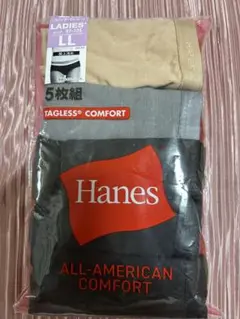 LADIES'
LL
5枚組
TAGLESS® COMFORT
Hanes
ALL-AMERICAN
COMFORT